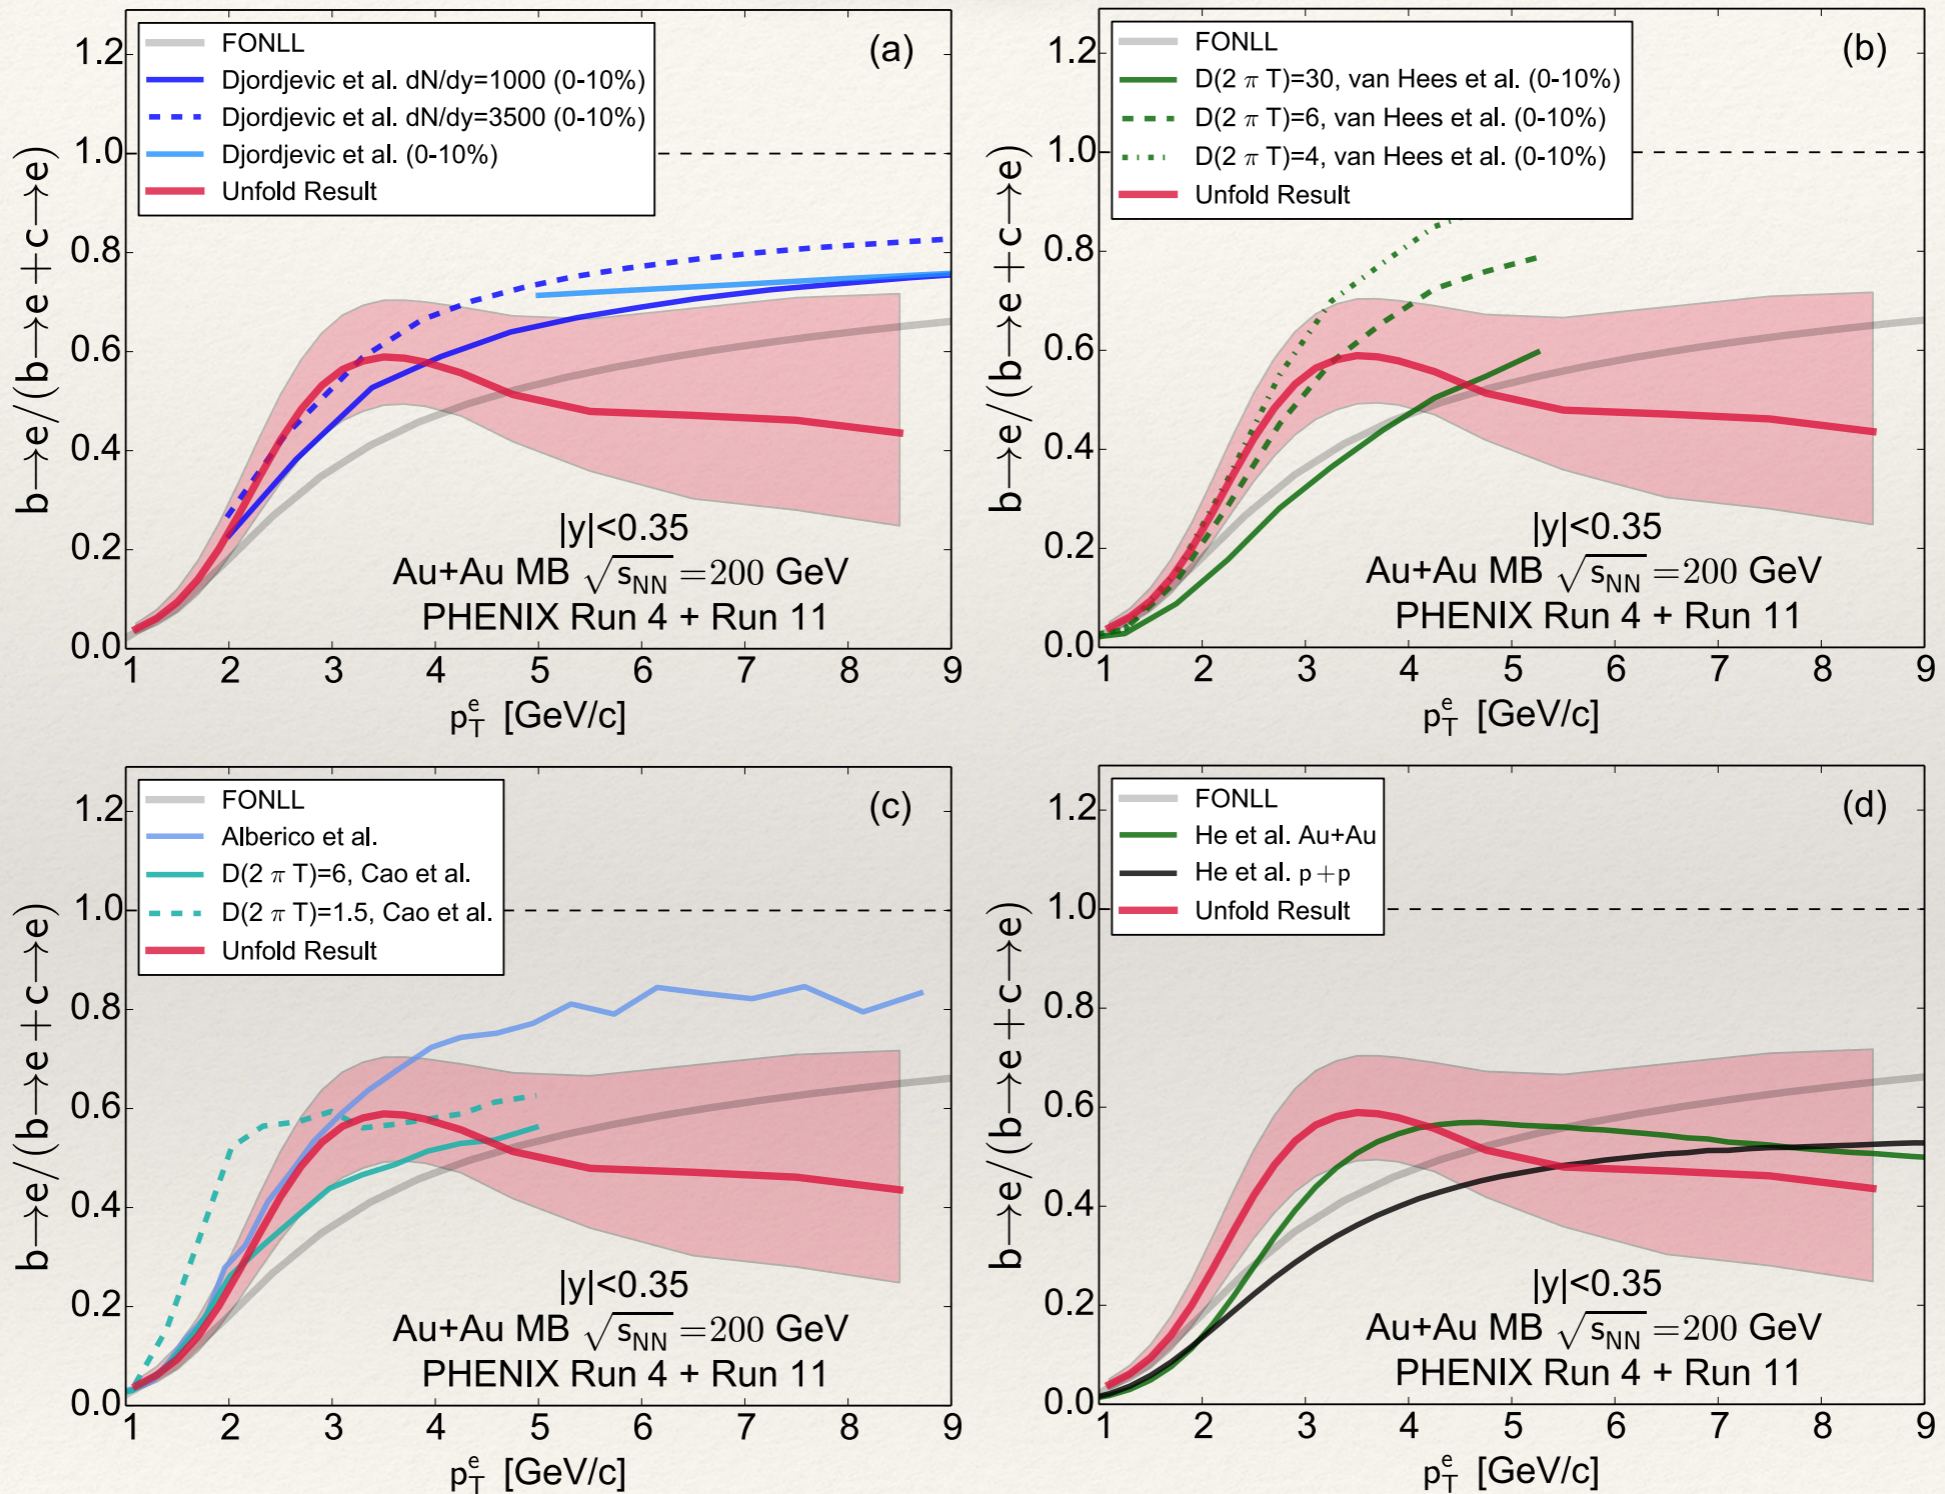 (a)
FONLL
Djordjevic et al. dN/dy=1000 (0-10%)
Djordjevic et al. dN/dy=3500 (0-10%)
Djordjevic et al. (0-10%)
Unfold Result
1.2
1.0
0.8
0.6
0.4
0.2
0.0
b→e/(b→e+c→e)
|y|<0.35
Au+Au MB √s_NN = 200 GeV
PHENIX Run 4 + Run 11
1 2 3 4 5 6 7 8 9
p_T^e [GeV/c]
(b)
FONLL
D(2 π T)=30, van Hees et al. (0-10%)
D(2 π T)=6, van Hees et al. (0-10%)
D(2 π T)=4, van Hees et al. (0-10%)
Unfold Result
1.2
1.0
0.8
0.6
0.4
0.2
0.0
b→e/(b→e+c→e)
|y|<0.35
Au+Au MB √s_NN = 200 GeV
PHENIX Run 4 + Run 11
1 2 3 4 5 6 7 8 9
p_T^e [GeV/c]
(c)
FONLL
Alberico et al.
D(2 π T)=6, Cao et al.
D(2 π T)=1.5, Cao et al.
Unfold Result
1.2
1.0
0.8
0.6
0.4
0.2
0.0
b→e/(b→e+c→e)
|y|<0.35
Au+Au MB √s_NN = 200 GeV
PHENIX Run 4 + Run 11
1 2 3 4 5 6 7 8 9
p_T^e [GeV/c]
(d)
FONLL
He et al. Au+Au
He et al. p+p
Unfold Result
1.2
1.0
0.8
0.6
0.4
0.2
0.0
b→e/(b→e+c→e)
|y|<0.35
Au+Au MB √s_NN = 200 GeV
PHENIX Run 4 + Run 11
1 2 3 4 5 6 7 8 9
p_T^e [GeV/c]